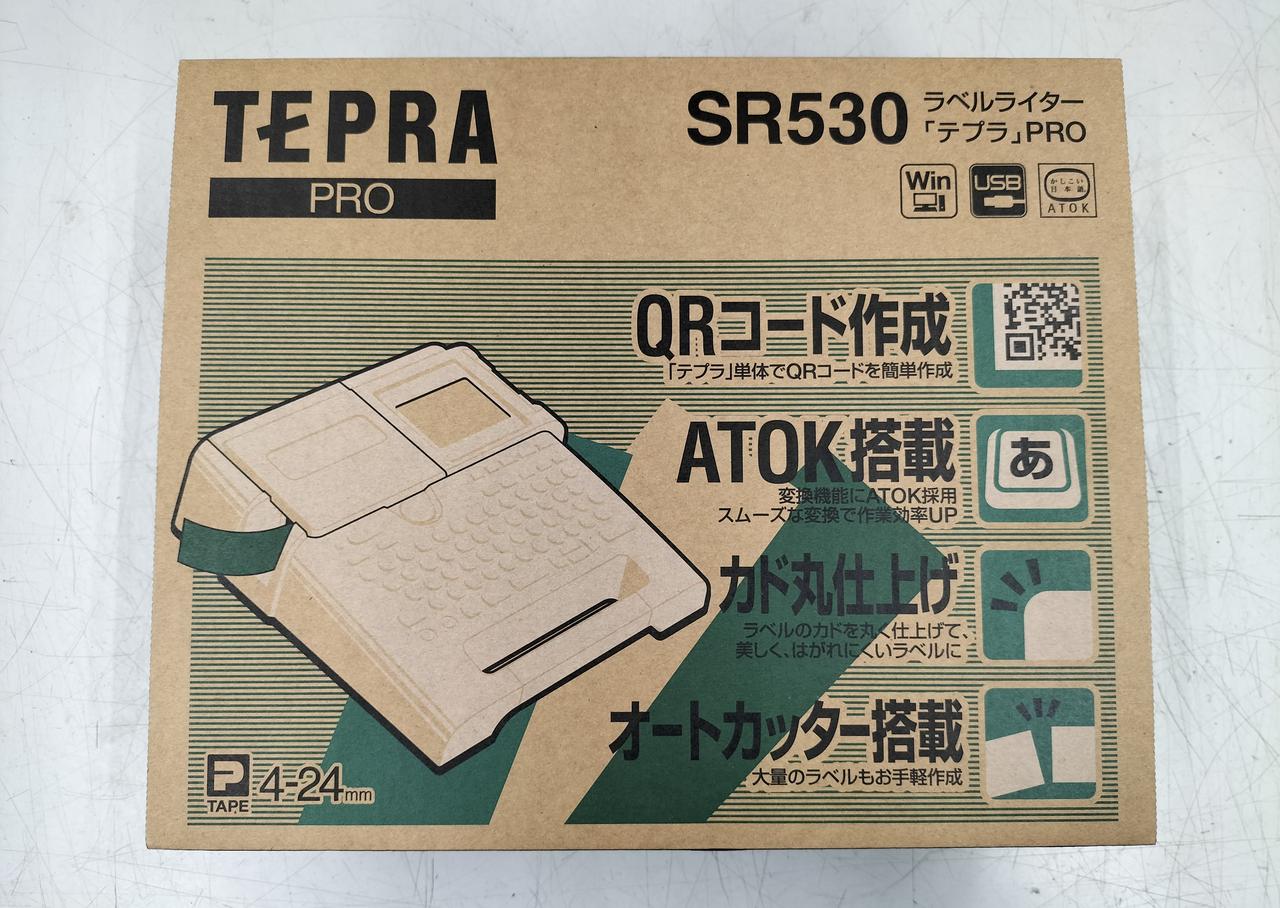 TEPRA
PRO
SR530
ラベルライター
「テプラ」PRO
Win
USB
かしこい
日本語
ATOK
QRコード作成
「テプラ」単体でQRコードを簡単作成
ATOK搭載
変換機能にATOK採用
スムーズな変換で作業効率UP
あ
カド丸仕上げ
ラベルのカドを丸く仕上げて、
美しく、はがれにくいラベルに
オートカッター搭載
大量のラベルもお手軽作成
TAPE
4-24mm